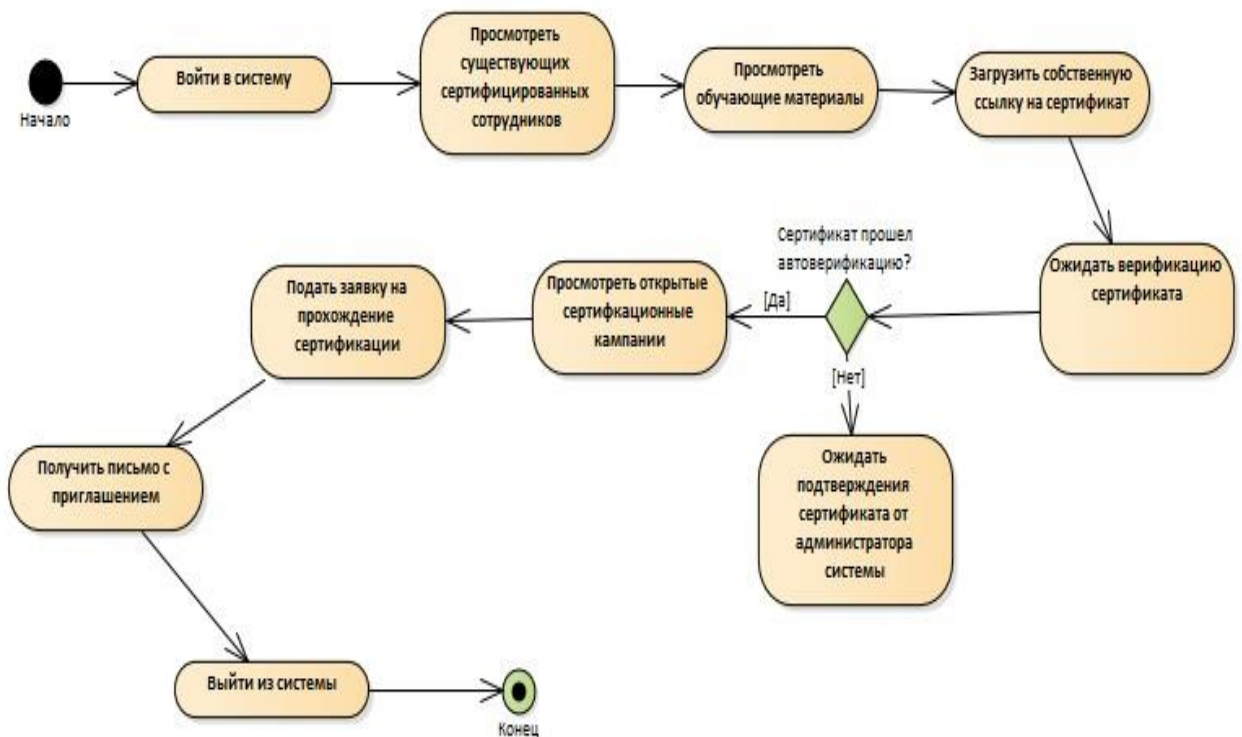 Начало
Войти в систему
Просмотреть
существующих
сертифицированных
сотрудников
Просмотреть
обучающие материалы
Загрузить собственную
ссылку на сертификат
Ожидать верификацию
сертификата
Сертификат прошел
автоверификацию?
[Да]
[Нет]
Просмотреть открытые
сертифкационные
кампании
Подать заявку на
прохождение
сертификации
Ожидать
подтверждения
сертификата от
администратора
системы
Получить письмо с
приглашением
Выйти из системы
Конец